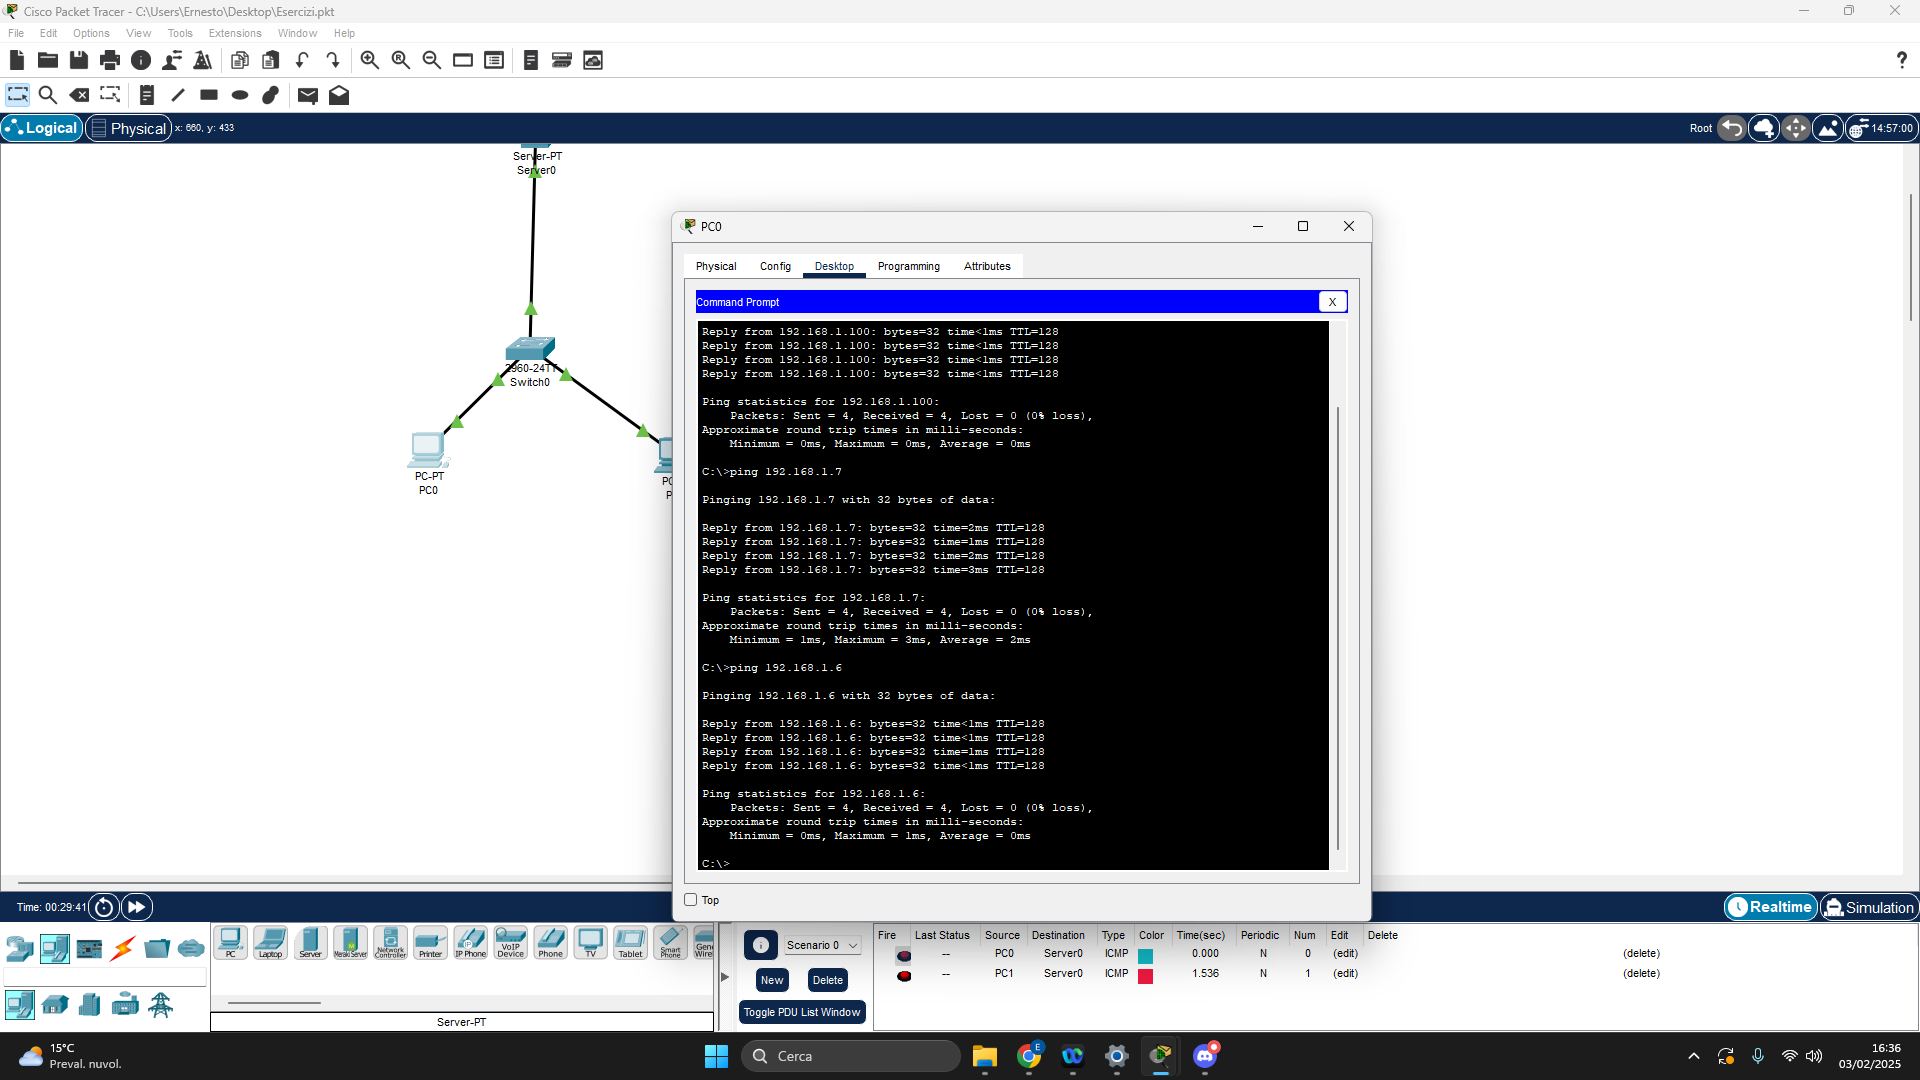 Cisco Packet Tracer - C:\Users\Ernesto\Desktop\Esercizi.pkt
File Edit Options View Tools Extensions Window Help
Logical Physical x: 660, y: 433 Root 14:57:00
Server-PT
Server0
2960-24TT
Switch0
PC-PT
PC0
PC0
Physical Config Desktop Programming Attributes
Command Prompt X
Reply from 192.168.1.100: bytes=32 time<1ms TTL=128
Reply from 192.168.1.100: bytes=32 time<1ms TTL=128
Reply from 192.168.1.100: bytes=32 time<1ms TTL=128
Reply from 192.168.1.100: bytes=32 time<1ms TTL=128
Ping statistics for 192.168.1.100:
Packets: Sent = 4, Received = 4, Lost = 0 (0% loss),
Approximate round trip times in milli-seconds:
Minimum = 0ms, Maximum = 0ms, Average = 0ms
C:\>ping 192.168.1.7
Pinging 192.168.1.7 with 32 bytes of data:
Reply from 192.168.1.7: bytes=32 time=2ms TTL=128
Reply from 192.168.1.7: bytes=32 time=1ms TTL=128
Reply from 192.168.1.7: bytes=32 time=2ms TTL=128
Reply from 192.168.1.7: bytes=32 time=3ms TTL=128
Ping statistics for 192.168.1.7:
Packets: Sent = 4, Received = 4, Lost = 0 (0% loss),
Approximate round trip times in milli-seconds:
Minimum = 1ms, Maximum = 3ms, Average = 2ms
C:\>ping 192.168.1.6
Pinging 192.168.1.6 with 32 bytes of data:
Reply from 192.168.1.6: bytes=32 time<1ms TTL=128
Reply from 192.168.1.6: bytes=32 time<1ms TTL=128
Reply from 192.168.1.6: bytes=32 time=1ms TTL=128
Reply from 192.168.1.6: bytes=32 time<1ms TTL=128
Ping statistics for 192.168.1.6:
Packets: Sent = 4, Received = 4, Lost = 0 (0% loss),
Approximate round trip times in milli-seconds:
Minimum = 0ms, Maximum = 1ms, Average = 0ms
C:\>
Top
Time: 00:29:41 Realtime Simulation
PC Laptop Server Meraki Server Network Controller Printer IP Phone VoIP Device Phone TV Tablet Smart Phone
Server-PT
Scenario 0
New Delete
Toggle PDU List Window
Fire Last Status Source Destination Type Color Time(sec) Periodic Num Edit Delete
-- PC0 Server0 ICMP 0.000 N 0 (edit) (delete)
-- PC1 Server0 ICMP 1.536 N 1 (edit) (delete)
15°C
Preval. nuvol.
Cerca
E
16:36
03/02/2025